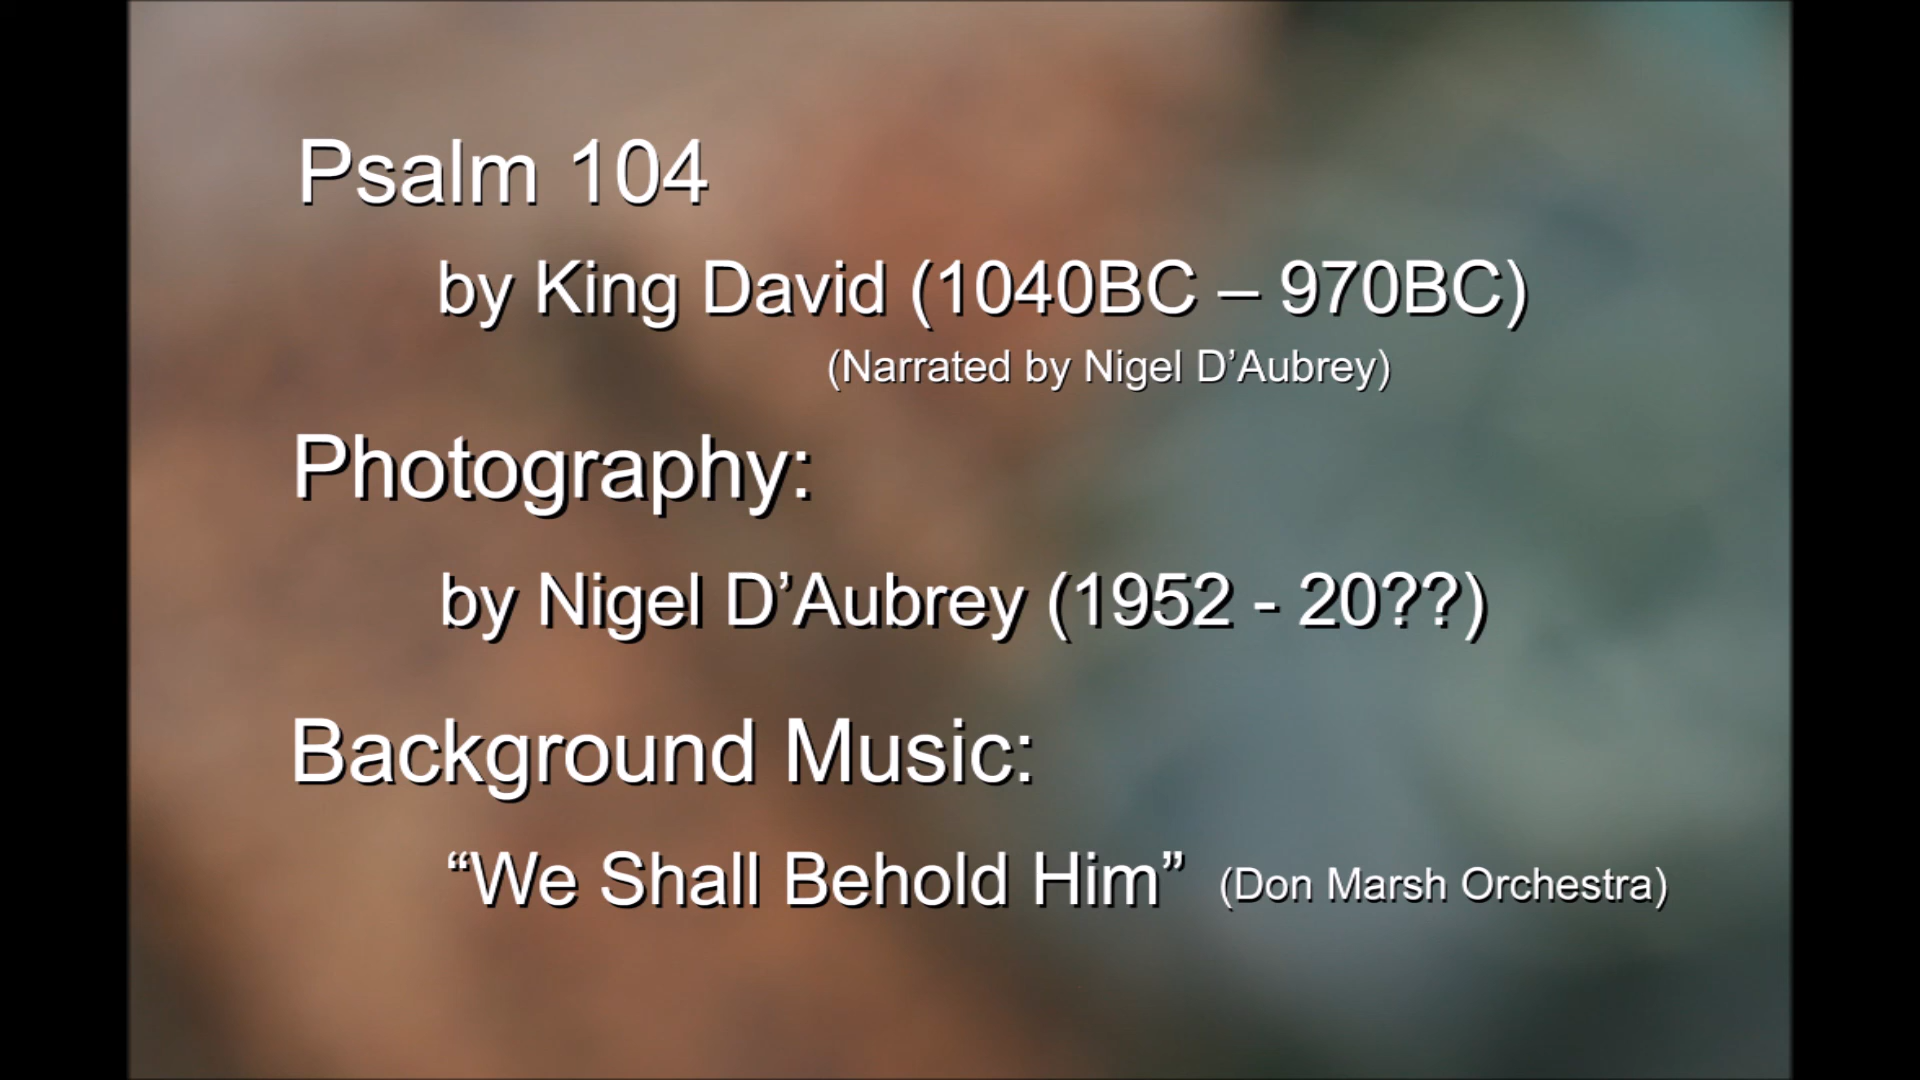 Psalm 104
by King David (1040BC – 970BC)
(Narrated by Nigel D’Aubrey)
Photography:
by Nigel D’Aubrey (1952 - 20??)
Background Music:
“We Shall Behold Him” (Don Marsh Orchestra)